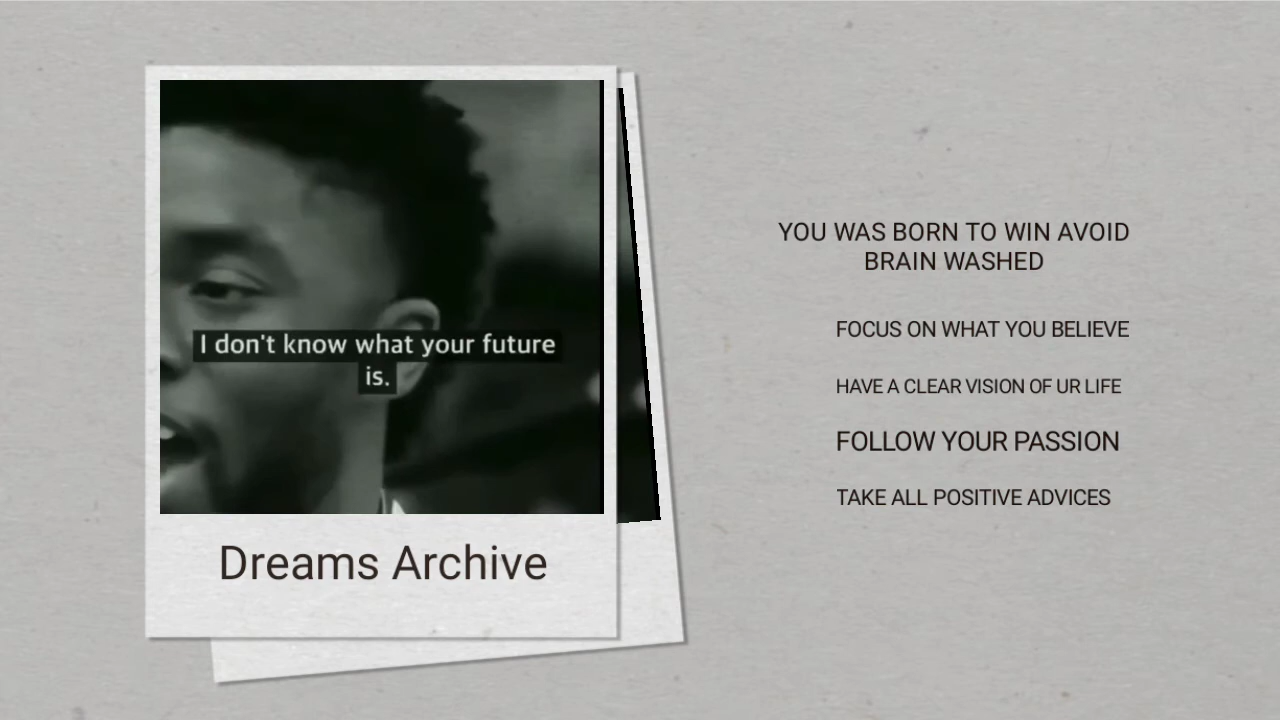 I don't know what your future
is.
Dreams Archive
YOU WAS BORN TO WIN AVOID
BRAIN WASHED
FOCUS ON WHAT YOU BELIEVE
HAVE A CLEAR VISION OF UR LIFE
FOLLOW YOUR PASSION
TAKE ALL POSITIVE ADVICES